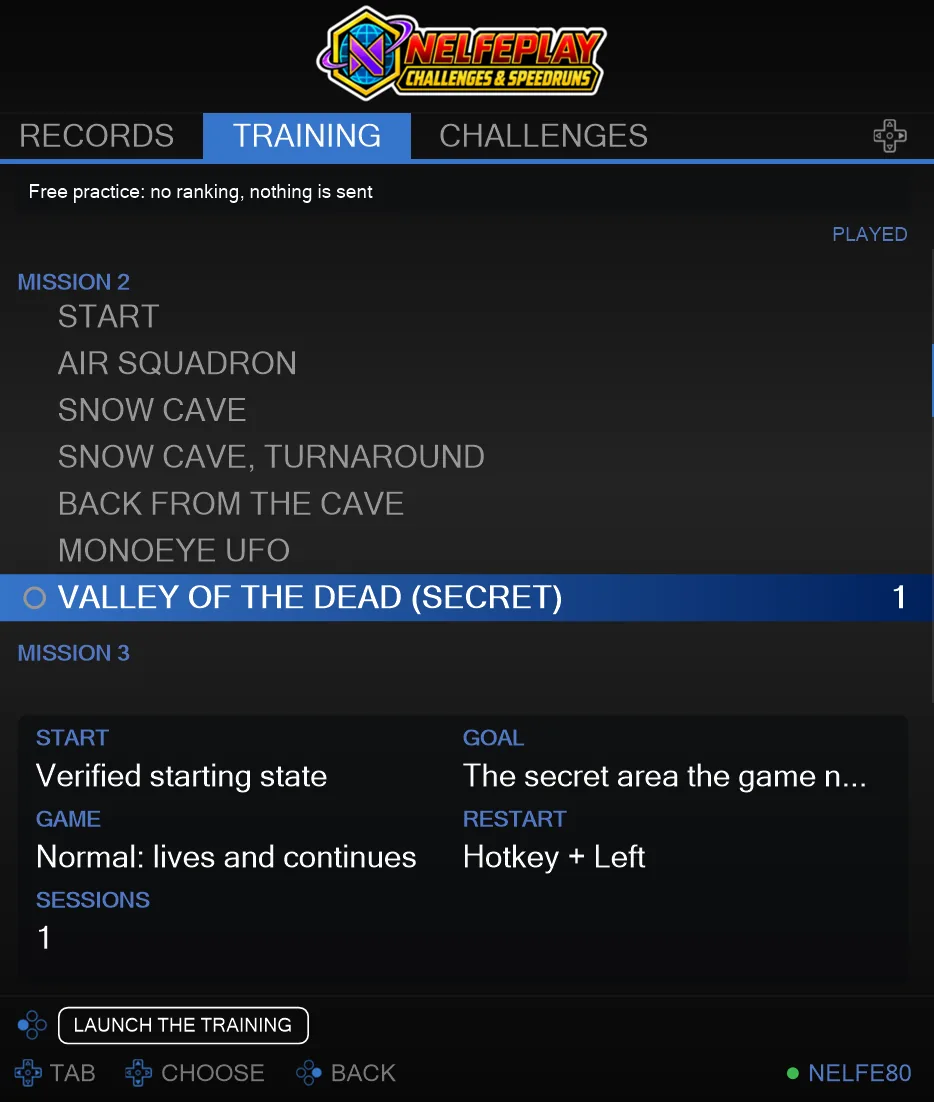 NELFEPLAY
CHALLENGES & SPEEDRUNS
RECORDS TRAINING CHALLENGES
Free practice: no ranking, nothing is sent
PLAYED
MISSION 2
START
AIR SQUADRON
SNOW CAVE
SNOW CAVE, TURNAROUND
BACK FROM THE CAVE
MONOEYE UFO
VALLEY OF THE DEAD (SECRET) 1
MISSION 3
START GOAL
Verified starting state The secret area the game n...
GAME RESTART
Normal: lives and continues Hotkey + Left
SESSIONS
1
LAUNCH THE TRAINING
TAB CHOOSE BACK NELFE80